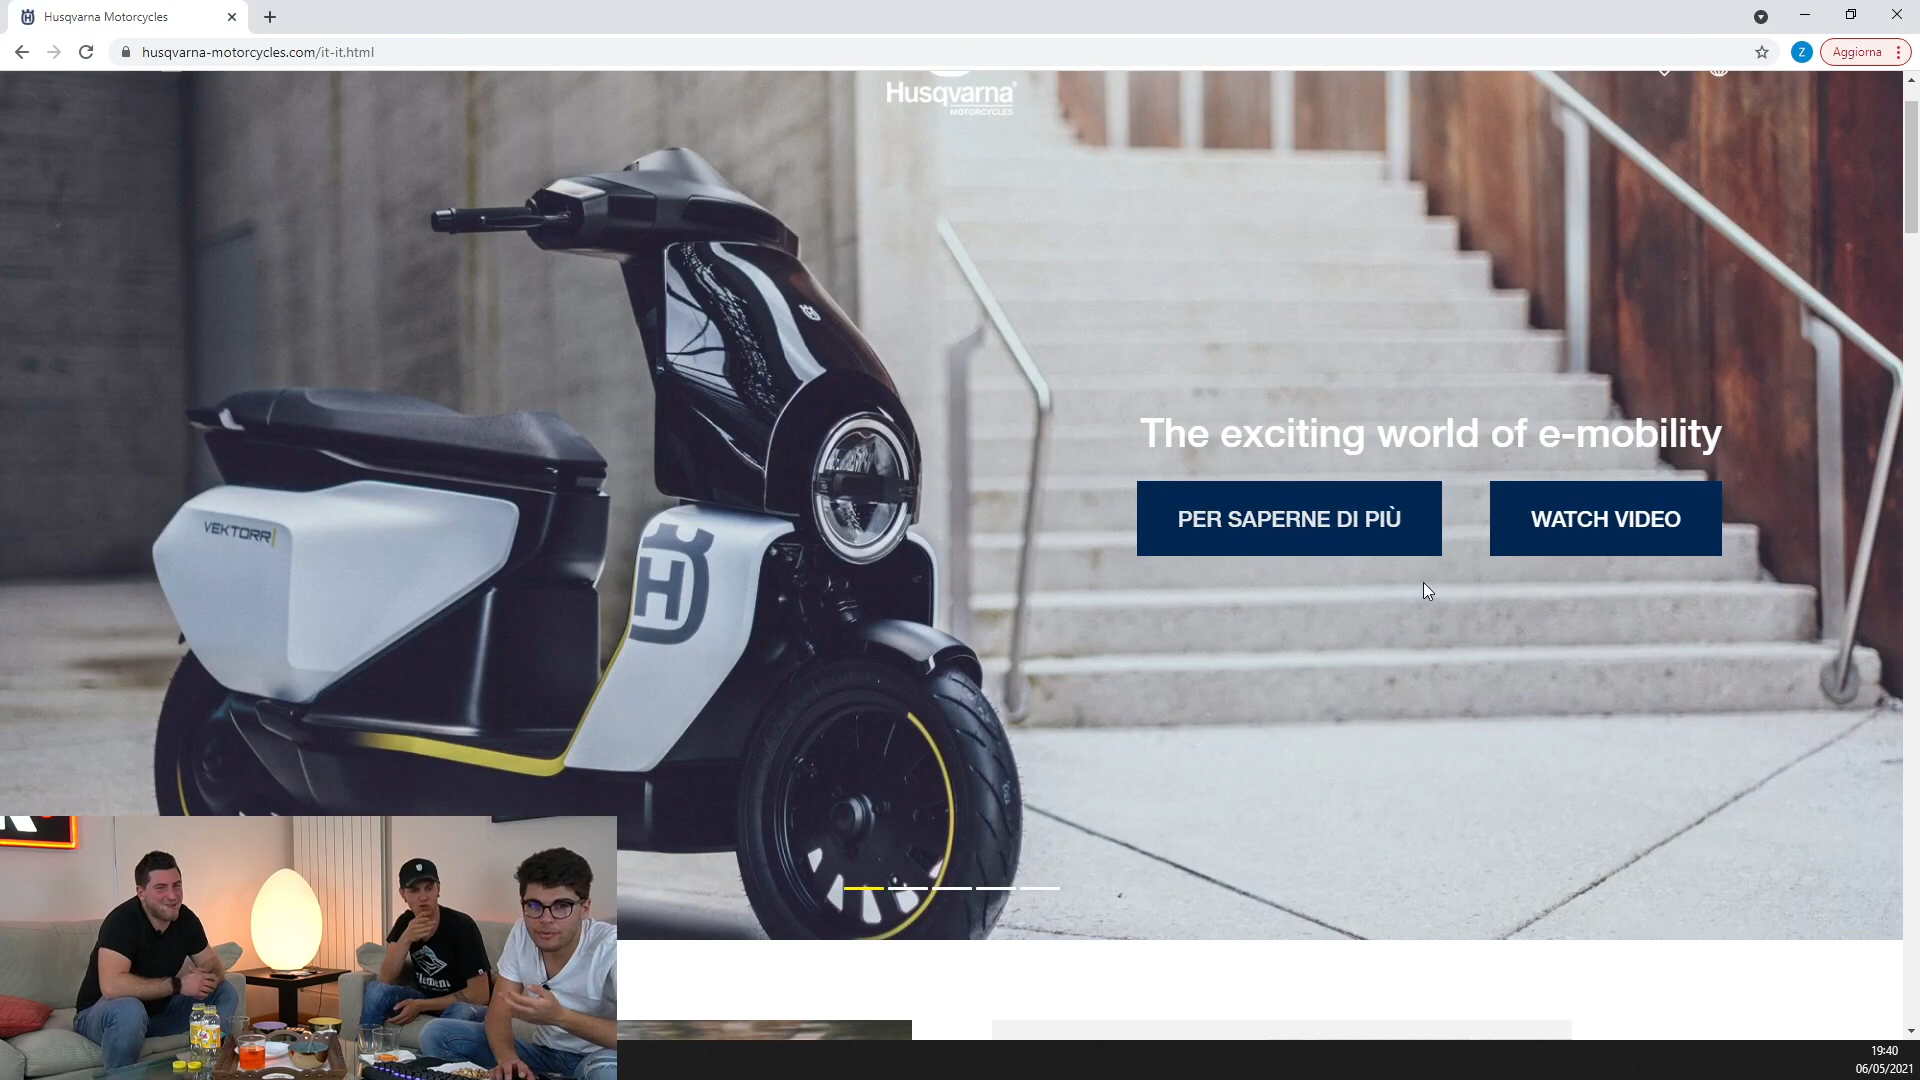 Husqvarna Motorcycles
husqvarna-motorcycles.com/it-it.html
Z
Aggiorna
Husqvarna
MOTORCYCLES
VEKTORR
H
The exciting world of e-mobility
PER SAPERNE DI PIÙ
WATCH VIDEO
Element
19:40
06/05/2021